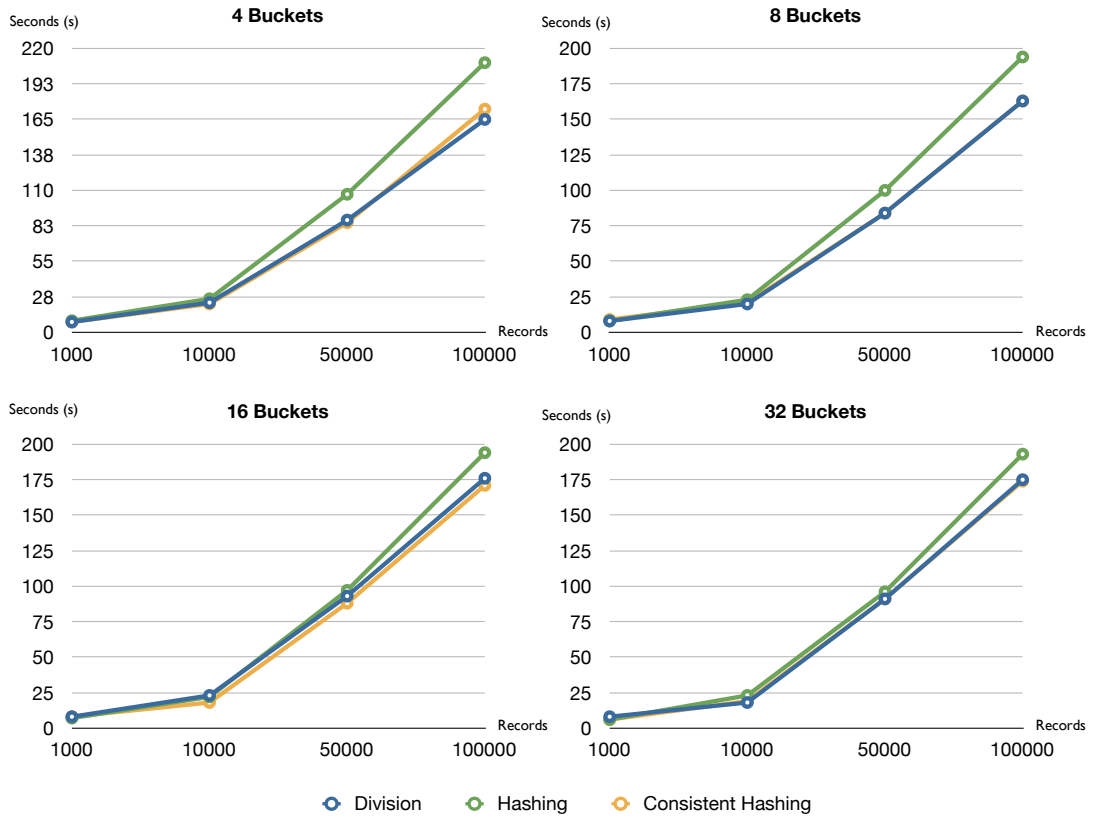 Seconds (s)
4 Buckets
220
193
165
138
110
83
55
28
0
Records
1000 10000 50000 100000
Seconds (s)
8 Buckets
200
175
150
125
100
75
50
25
0
Records
1000 10000 50000 100000
Seconds (s)
16 Buckets
200
175
150
125
100
75
50
25
0
Records
1000 10000 50000 100000
Seconds (s)
32 Buckets
200
175
150
125
100
75
50
25
0
Records
1000 10000 50000 100000
Division Hashing Consistent Hashing